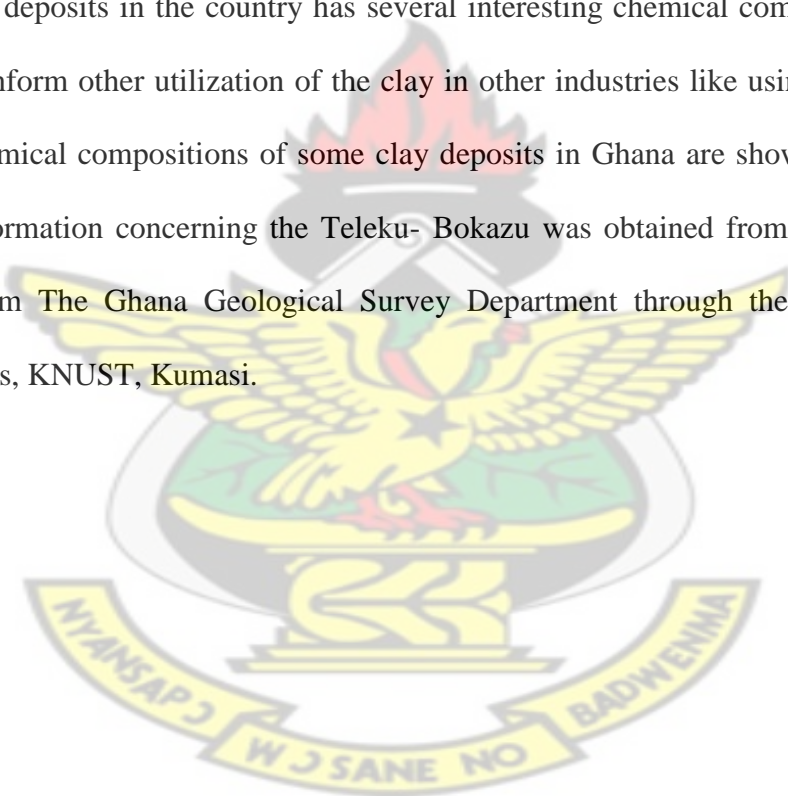 deposits in the country has several interesting chemical com
nform other utilization of the clay in other industries like usin
mical compositions of some clay deposits in Ghana are show
ormation concerning the Teleku- Bokazu was obtained from
m The Ghana Geological Survey Department through the
s, KNUST, Kumasi.
NYANSAPƆ
WƆSANE NO
BADWENMA